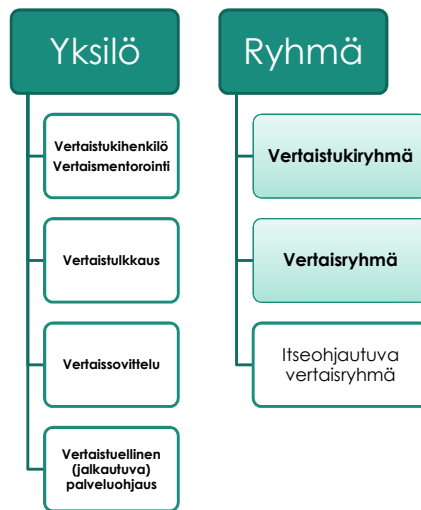 Yksilö
Vertaistukihenkilö
Vertaismentorointi
Vertaistulkkaus
Vertaissovittelu
Vertaistuellinen
(jalkautuva)
palveluohjaus
Ryhmä
Vertaistukiryhmä
Vertaisryhmä
Itseohjautuva
vertaisryhmä